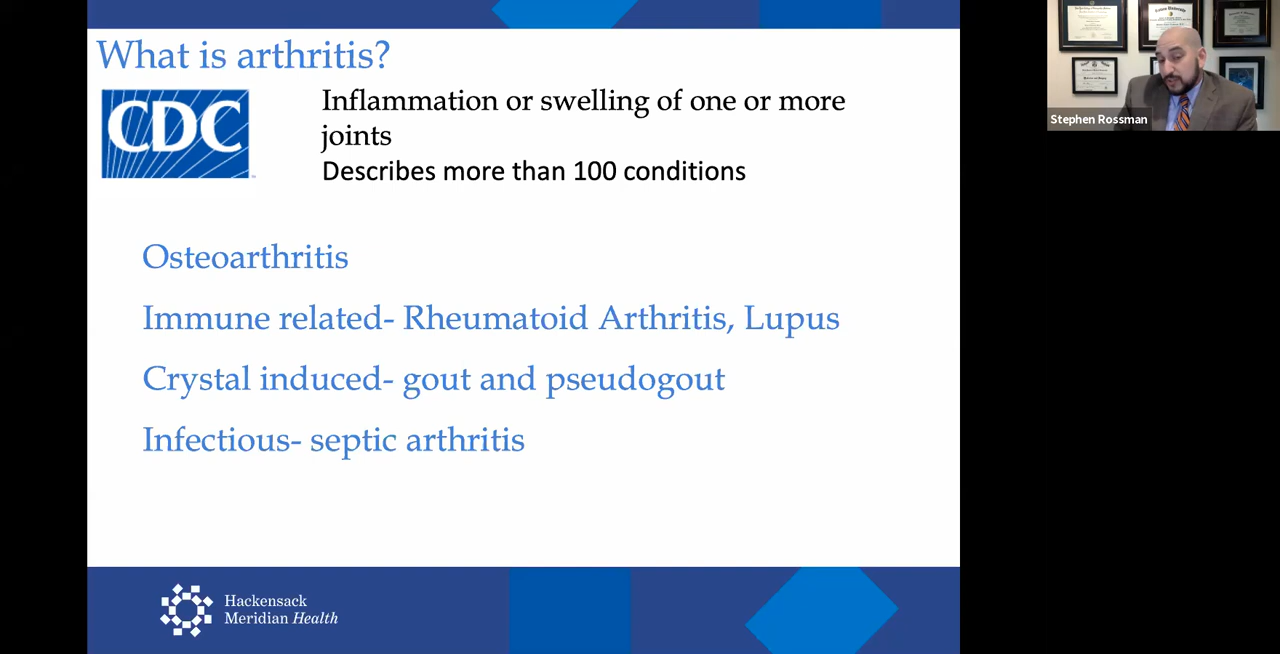 What is arthritis?
CDC
Inflammation or swelling of one or more
joints
Describes more than 100 conditions
Osteoarthritis
Immune related- Rheumatoid Arthritis, Lupus
Crystal induced- gout and pseudogout
Infectious- septic arthritis
Hackensack
Meridian Health
Stephen Rossman